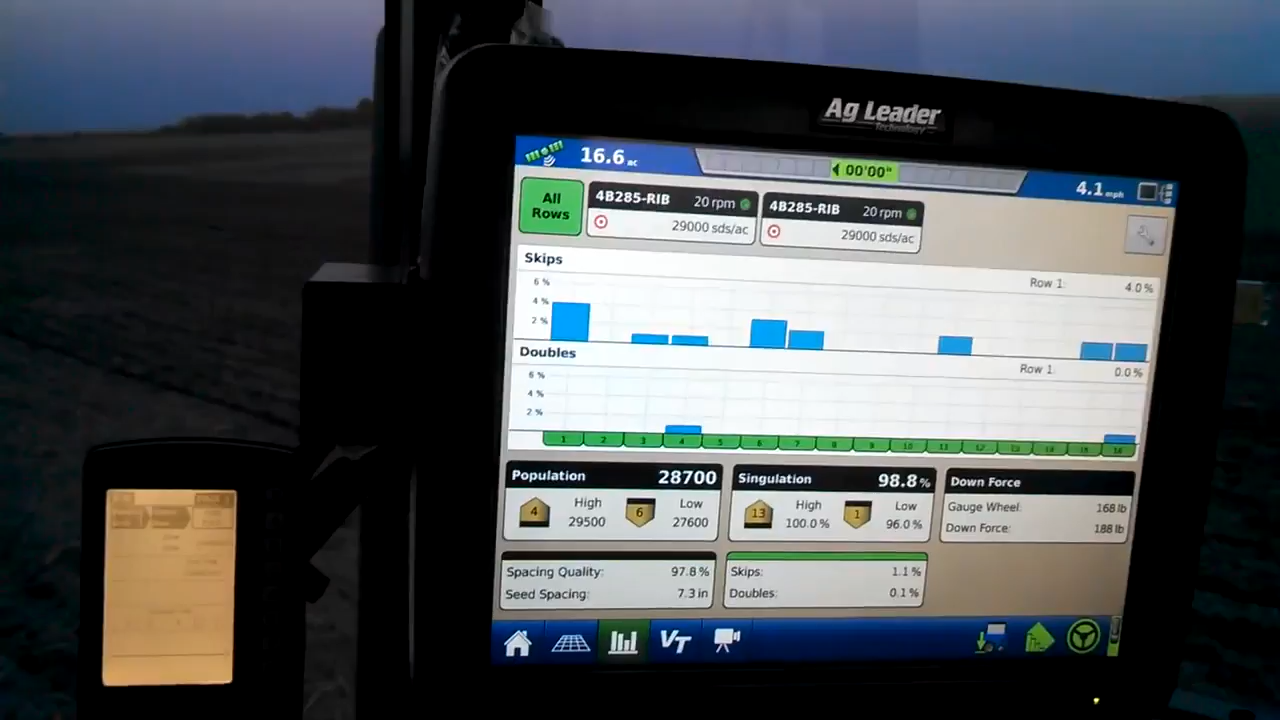 Ag Leader
Technology
16.6 ac
00'00"
4.1 mph
All
Rows
4B285-RIB 20 rpm
29000 sds/ac
4B285-RIB 20 rpm
29000 sds/ac
Skips
Row 1: 4.0 %
6 %
4 %
2 %
Doubles
Row 1 0.0 %
6 %
4 %
2 %
1 2 3 4 5 6 7 8 9 10 11 12 13 14 15 16
Population 28700
4 High 29500
6 Low 27600
Singulation 98.8 %
13 High 100.0 %
1 Low 96.0 %
Down Force
Gauge Wheel: 168 lb
Down Force: 188 lb
Spacing Quality: 97.8 %
Seed Spacing: 7.3 in
Skips: 1.1 %
Doubles: 0.1 %
VT